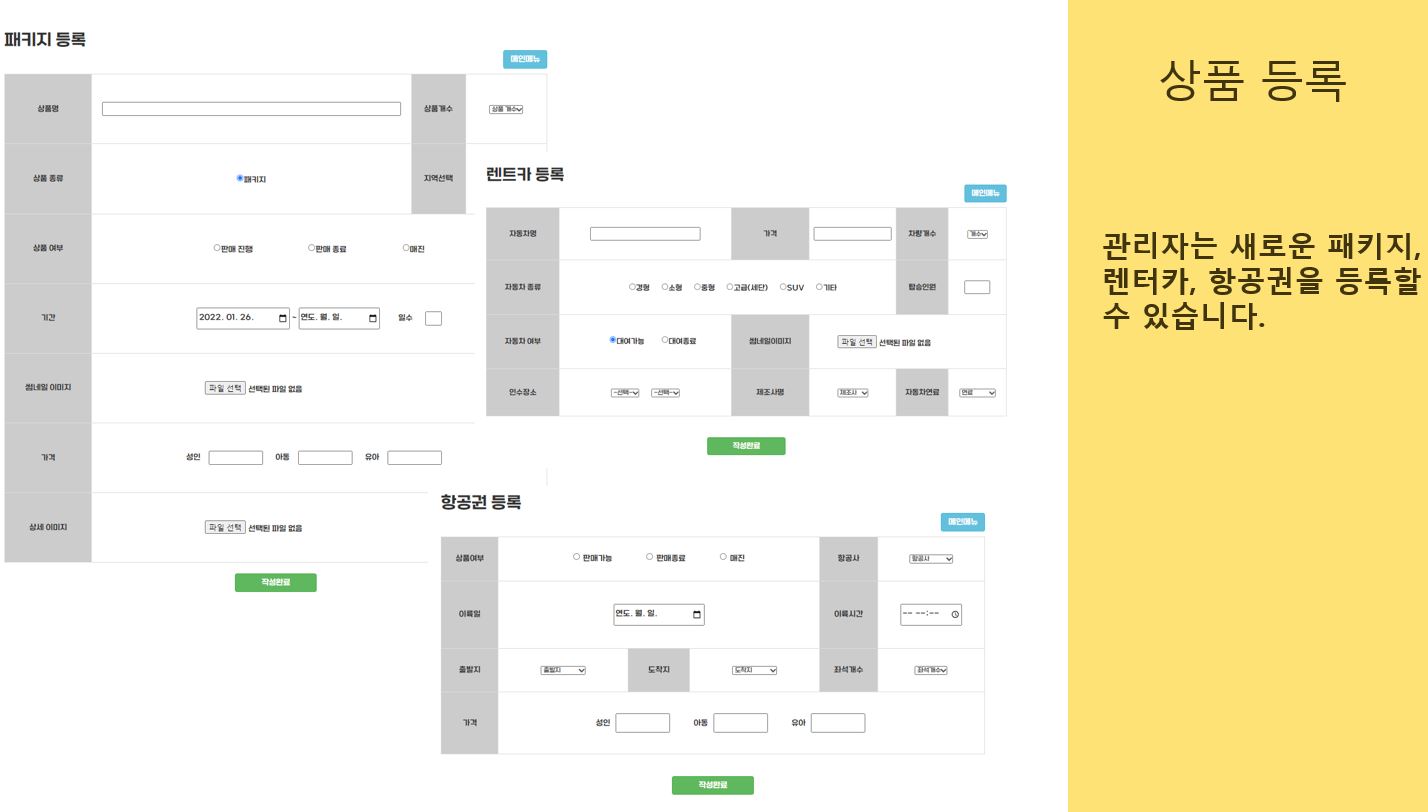 패키지 등록
메인메뉴
상품명
상품개수
상품 개수
상품 종류
패키지
지역선택
상품 여부
판매 진행
판매 종료
매진
기간
2022. 01. 26.
~
연도. 월. 일.
일수
썸네일 이미지
파일 선택 선택된 파일 없음
가격
성인
아동
유아
상세 이미지
파일 선택 선택된 파일 없음
작성완료
렌트카 등록
메인메뉴
자동차명
가격
차량개수
개수
자동차 종류
경형
소형
중형
고급(세단)
SUV
기타
탑승인원
자동차 여부
대여가능
대여종료
썸네일이미지
파일 선택 선택된 파일 없음
인수장소
-선택-
-선택-
제조사명
제조사
자동차연료
연료
작성완료
항공권 등록
메인메뉴
상품여부
판매가능
판매종료
매진
항공사
항공사
이륙일
연도. 월. 일.
이륙시간
-- --:--
출발지
출발지
도착지
도착지
좌석개수
좌석개수
가격
성인
아동
유아
작성완료
상품 등록
관리자는 새로운 패키지,
렌터카, 항공권을 등록할
수 있습니다.